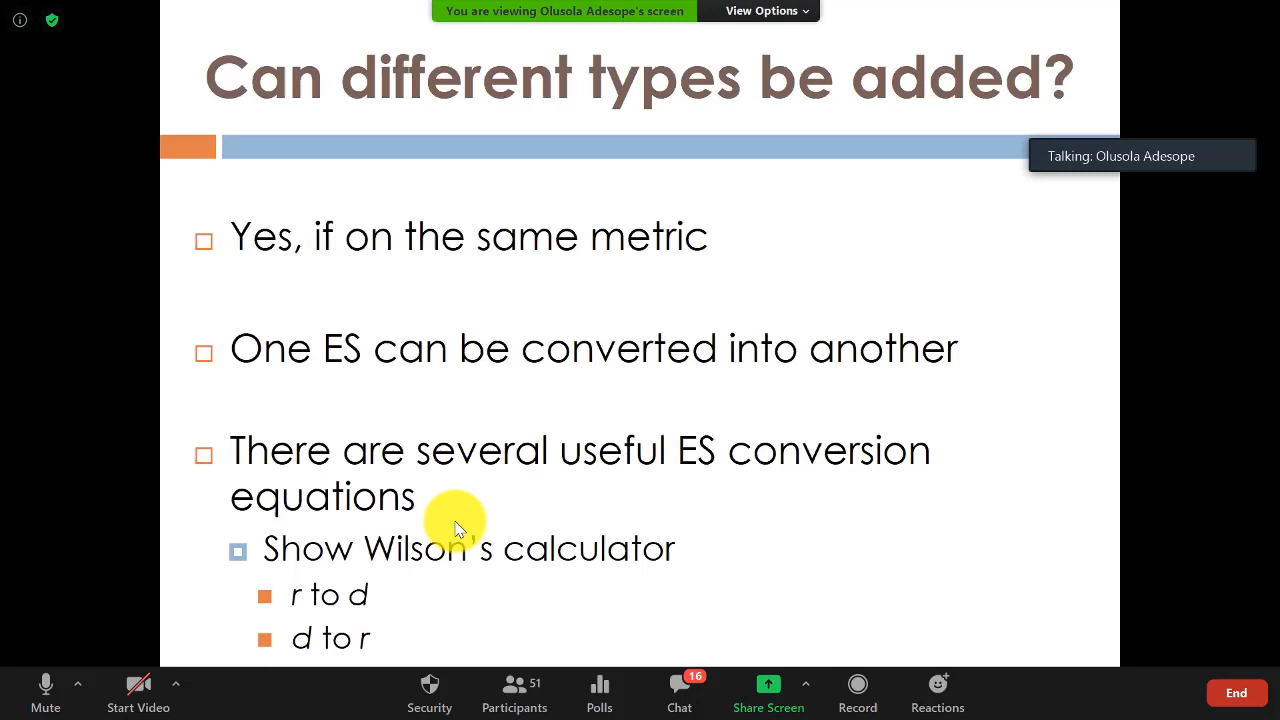 You are viewing Olusola Adesope's screen
View Options
Can different types be added?
Talking: Olusola Adesope
Yes, if on the same metric
One ES can be converted into another
There are several useful ES conversion
equations
Show Wilson's calculator
r to d
d to r
Mute
Start Video
Security
51
Participants
Polls
16
Chat
Share Screen
Record
Reactions
End